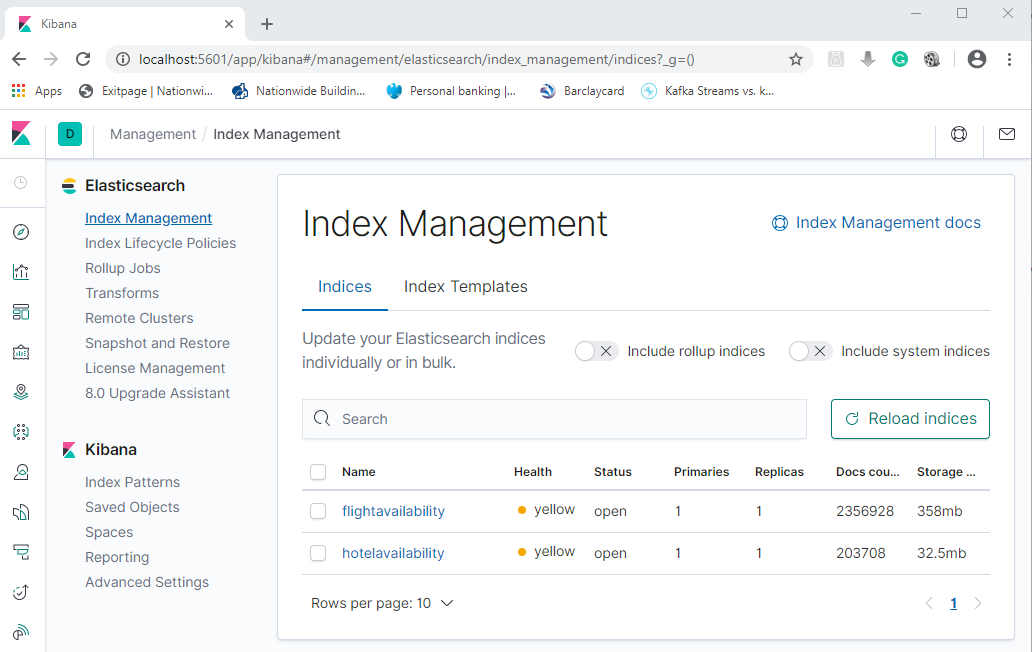 Kibana
localhost:5601/app/kibana#/management/elasticsearch/index_management/indices?_g=()
Apps Exitpage | Nationwi... Nationwide Buildin... Personal banking |... Barclaycard Kafka Streams vs. k...
D Management / Index Management
Elasticsearch
Index Management
Index Lifecycle Policies
Rollup Jobs
Transforms
Remote Clusters
Snapshot and Restore
License Management
8.0 Upgrade Assistant
Kibana
Index Patterns
Saved Objects
Spaces
Reporting
Advanced Settings
Index Management
Index Management docs
Indices Index Templates
Update your Elasticsearch indices
individually or in bulk.
Include rollup indices Include system indices
Search Reload indices
Name Health Status Primaries Replicas Docs cou... Storage ...
flightavailability yellow open 1 1 2356928 358mb
hotelavailability yellow open 1 1 203708 32.5mb
Rows per page: 10 1